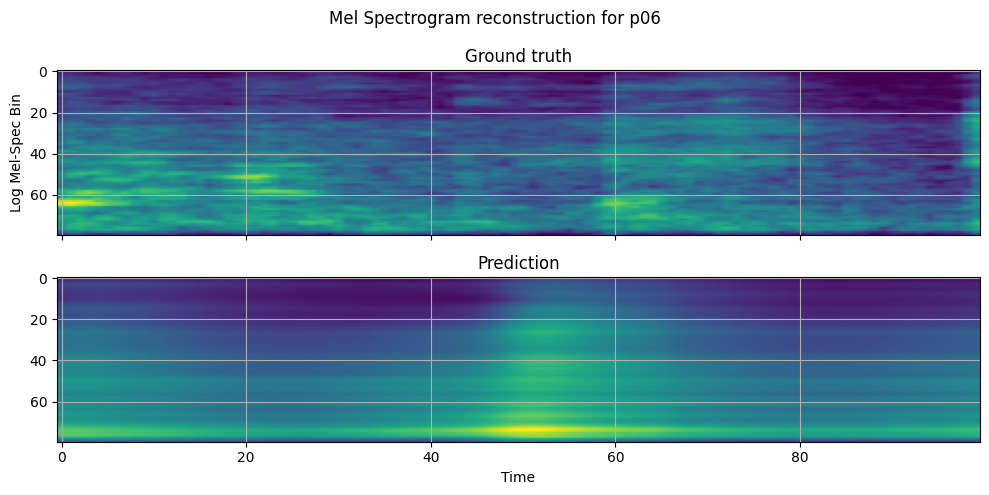 Mel Spectrogram reconstruction for p06
Ground truth
0
20
40
60
Log Mel-Spec Bin
Prediction
0
20
40
60
0 20 40 60 80
Time